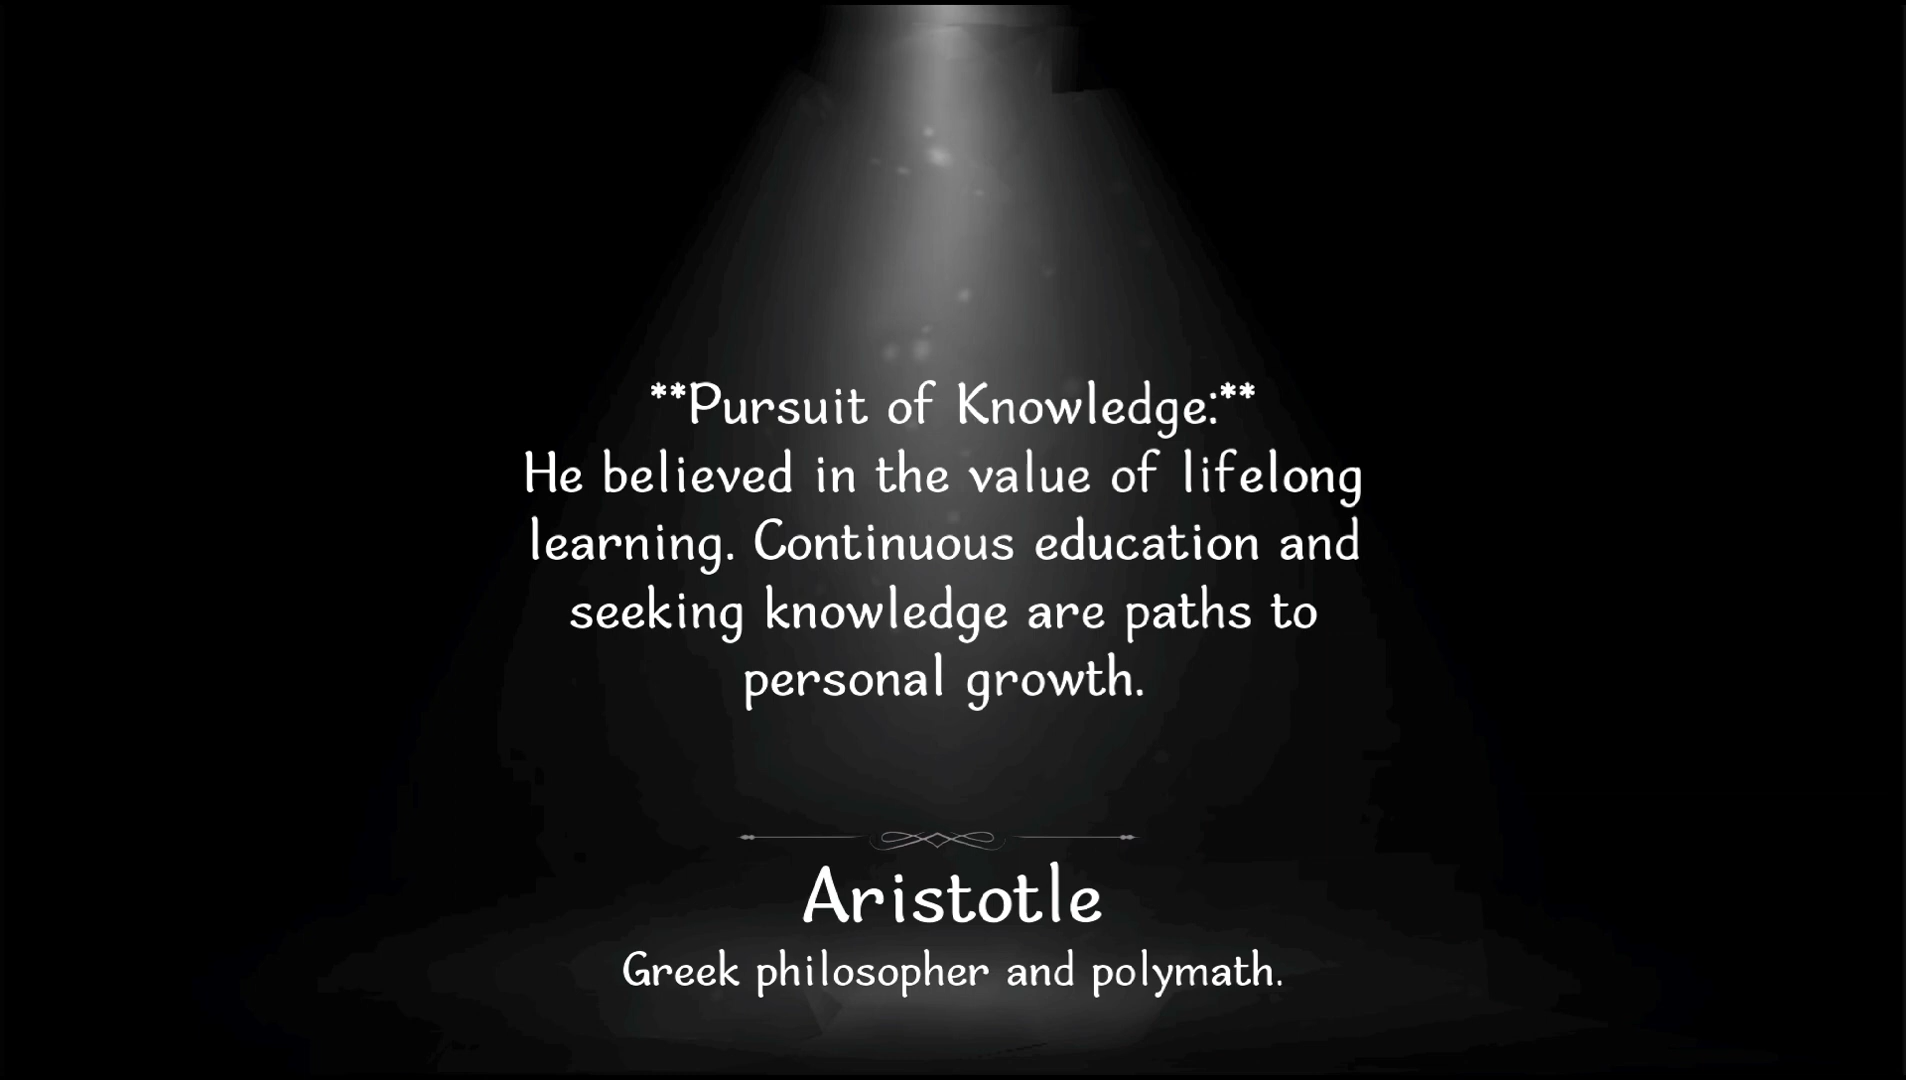 **Pursuit of Knowledge:**
He believed in the value of lifelong
learning. Continuous education and
seeking knowledge are paths to
personal growth.
Aristotle
Greek philosopher and polymath.